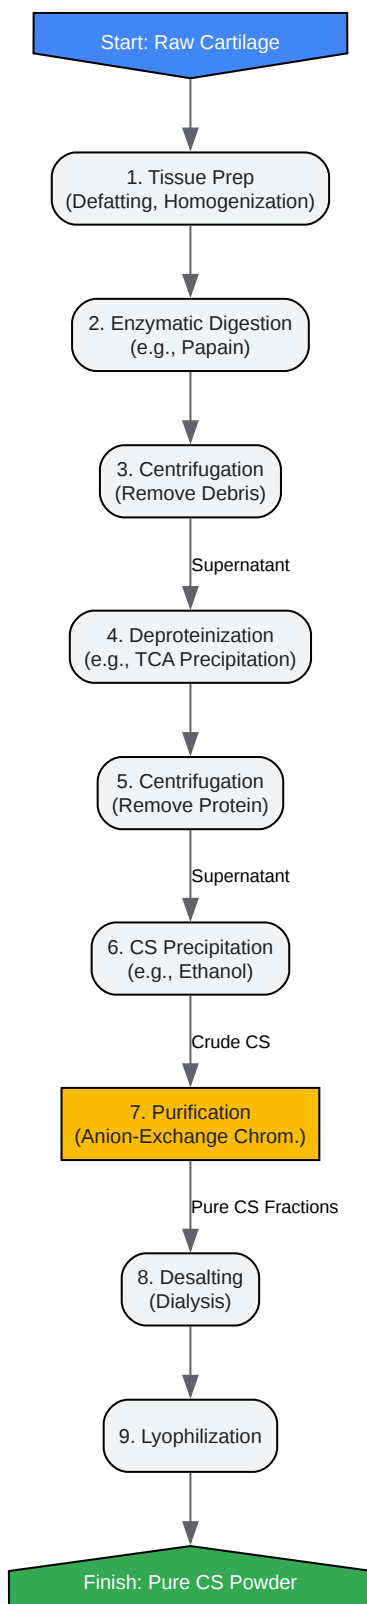 Start: Raw Cartilage
1. Tissue Prep
(Defatting, Homogenization)
2. Enzymatic Digestion
(e.g., Papain)
3. Centrifugation
(Remove Debris)
Supernatant
4. Deproteinization
(e.g., TCA Precipitation)
5. Centrifugation
(Remove Protein)
Supernatant
6. CS Precipitation
(e.g., Ethanol)
Crude CS
7. Purification
(Anion-Exchange Chrom.)
Pure CS Fractions
8. Desalting
(Dialysis)
9. Lyophilization
Finish: Pure CS Powder